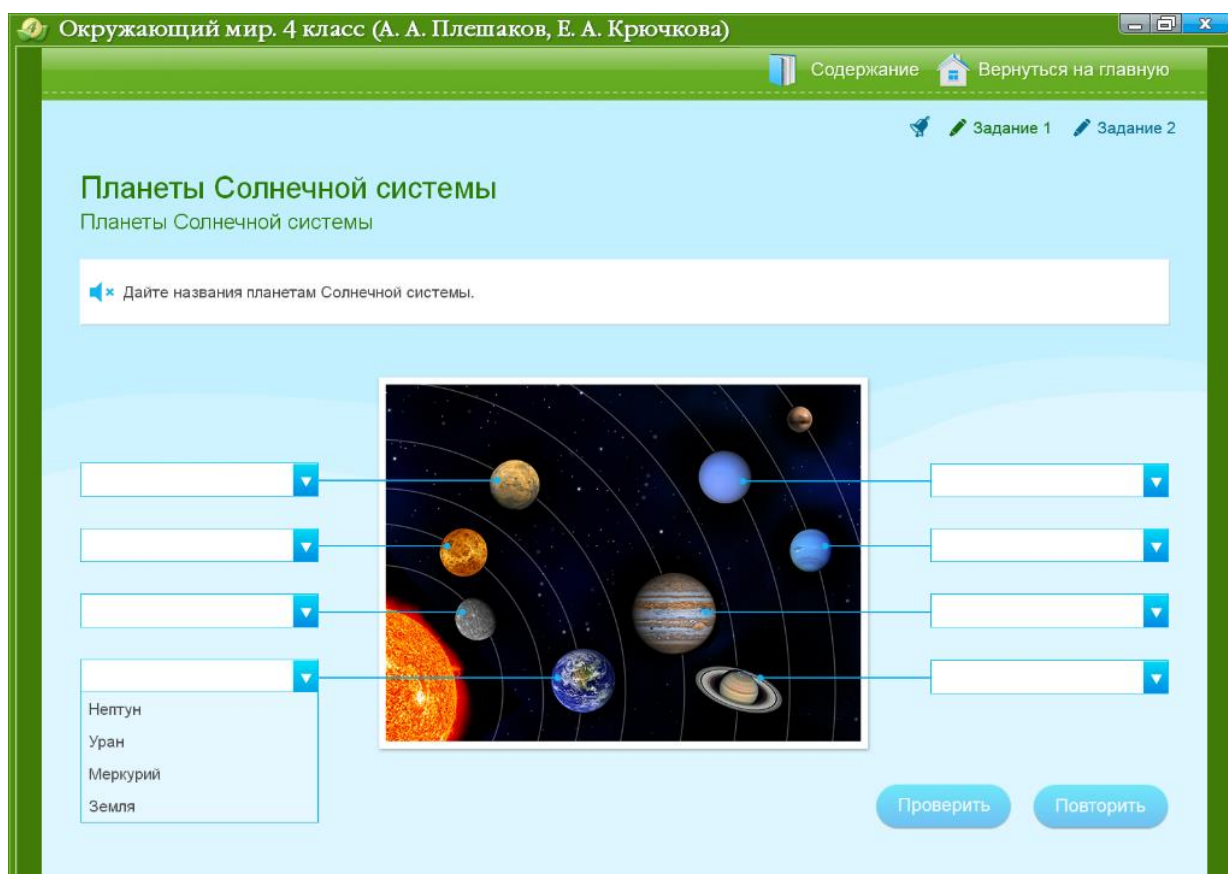 Окружающий мир. 4 класс (А. А. Плешаков, Е. А. Крючкова)
Содержание Вернуться на главную
Задание 1 Задание 2
Планеты Солнечной системы
Планеты Солнечной системы
Дайте названия планетам Солнечной системы.
Нептун
Уран
Меркурий
Земля
Проверить Повторить